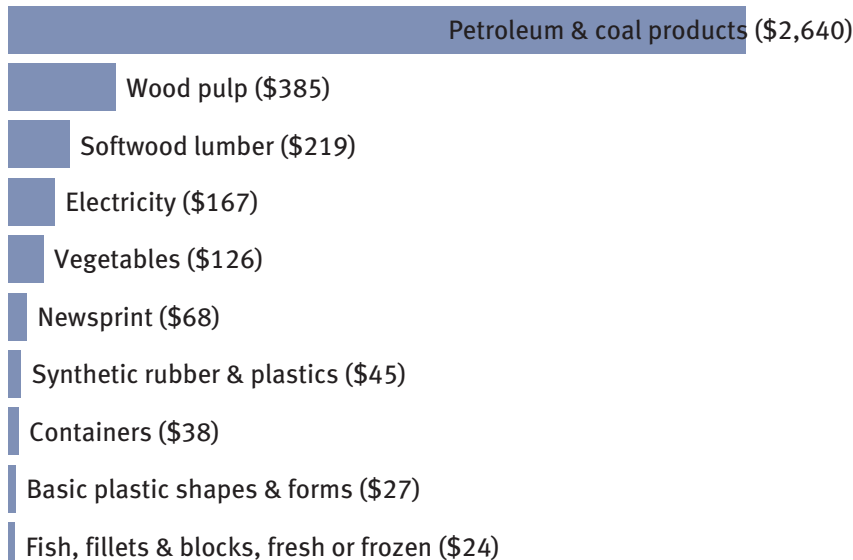 Petroleum & coal products ($2,640)
Wood pulp ($385)
Softwood lumber ($219)
Electricity ($167)
Vegetables ($126)
Newsprint ($68)
Synthetic rubber & plastics ($45)
Containers ($38)
Basic plastic shapes & forms ($27)
Fish, fillets & blocks, fresh or frozen ($24)